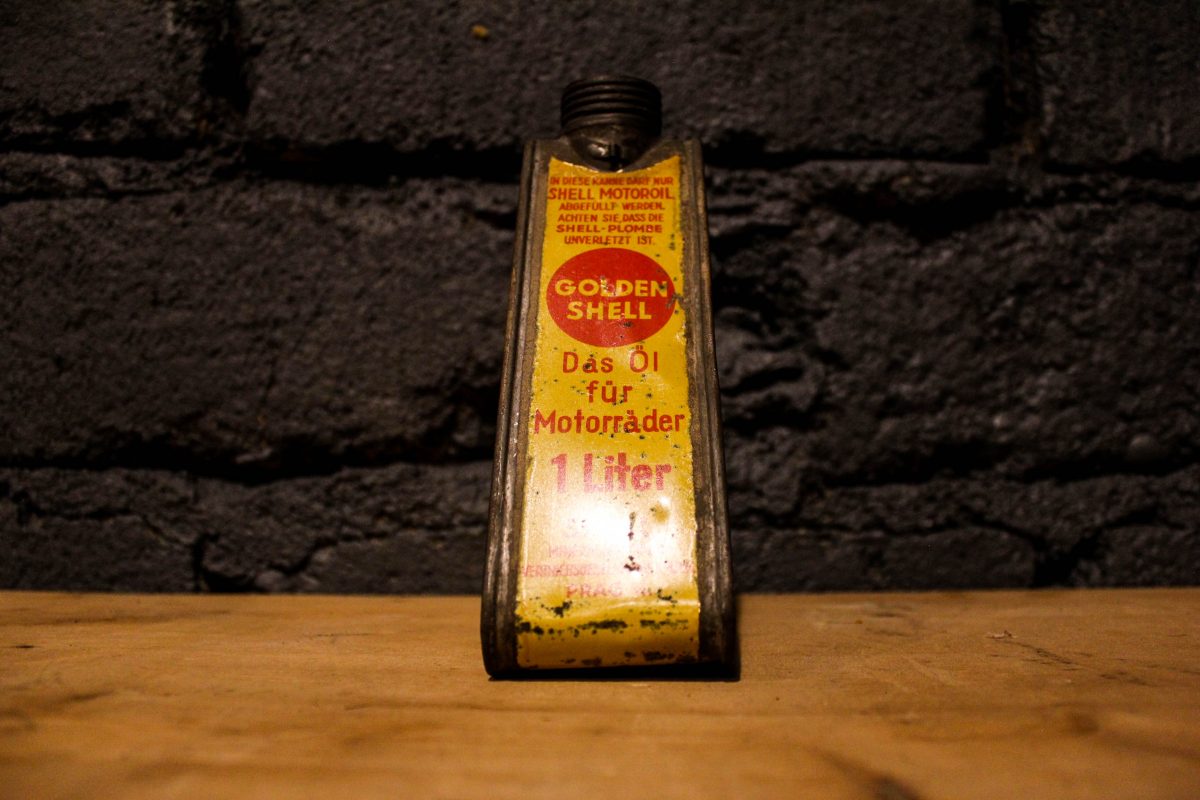 IN DIESE KANNE DARF NUR
SHELL MOTOROIL
ABGEFÜLLT WERDEN.
ACHTEN SIE, DASS DIE
SHELL-PLOMBE
UNVERLETZT IST.
GOLDEN
SHELL
Das Öl
für
Motorräder
1 Liter